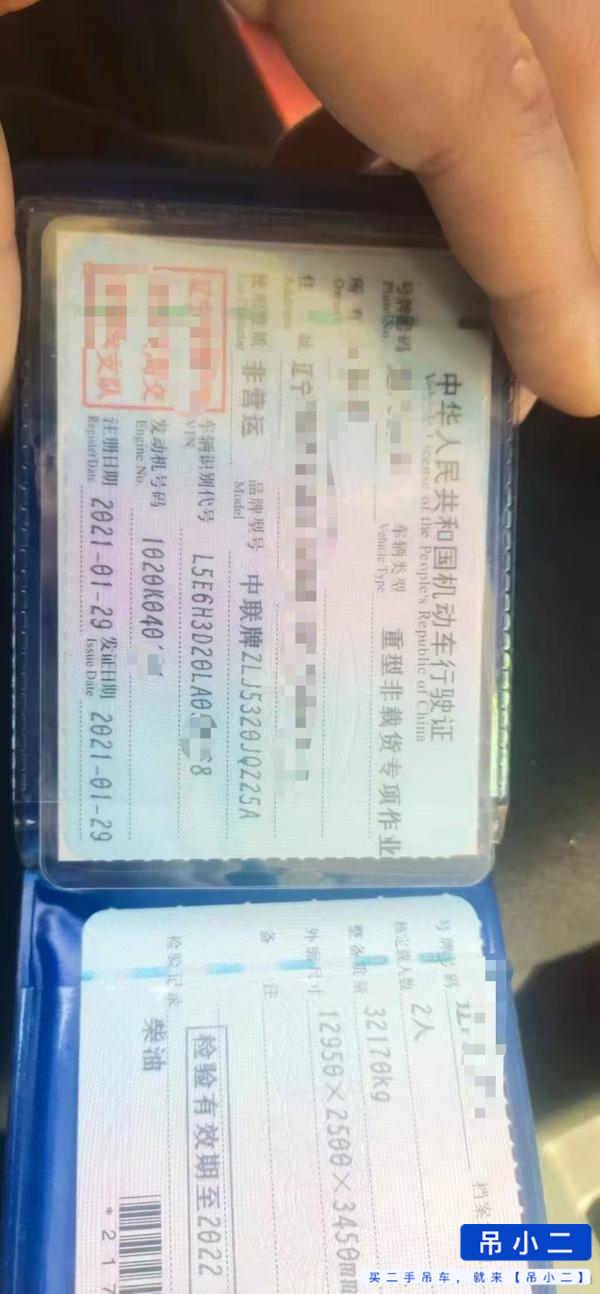 中华人民共和国机动车行驶证
Vehicle License of the People's Republic of China
号牌号码
Plate No.
车辆类型 重型非载货专项作业
Vehicle Type
所有
住 址 辽宁
Address
使用性质 非营运 品牌型号 中联牌ZLJ5320JQZ25A
Use Character Model
车辆识别代号 L5E6H3D20LA0 68
VIN
发动机号码 1020K040
Engine No.
注册日期 2021-01-29 发证日期 2021-01-29
Register Date Issue Date
支队
号牌号码 档案
核定载人数 2人
整备质量 32170kg
外廓尺寸 12950×2500×3450mm
备 注
检验有效期至2022
检验记录
柴油
*217
吊小二
买二手吊车，就来【吊小二】